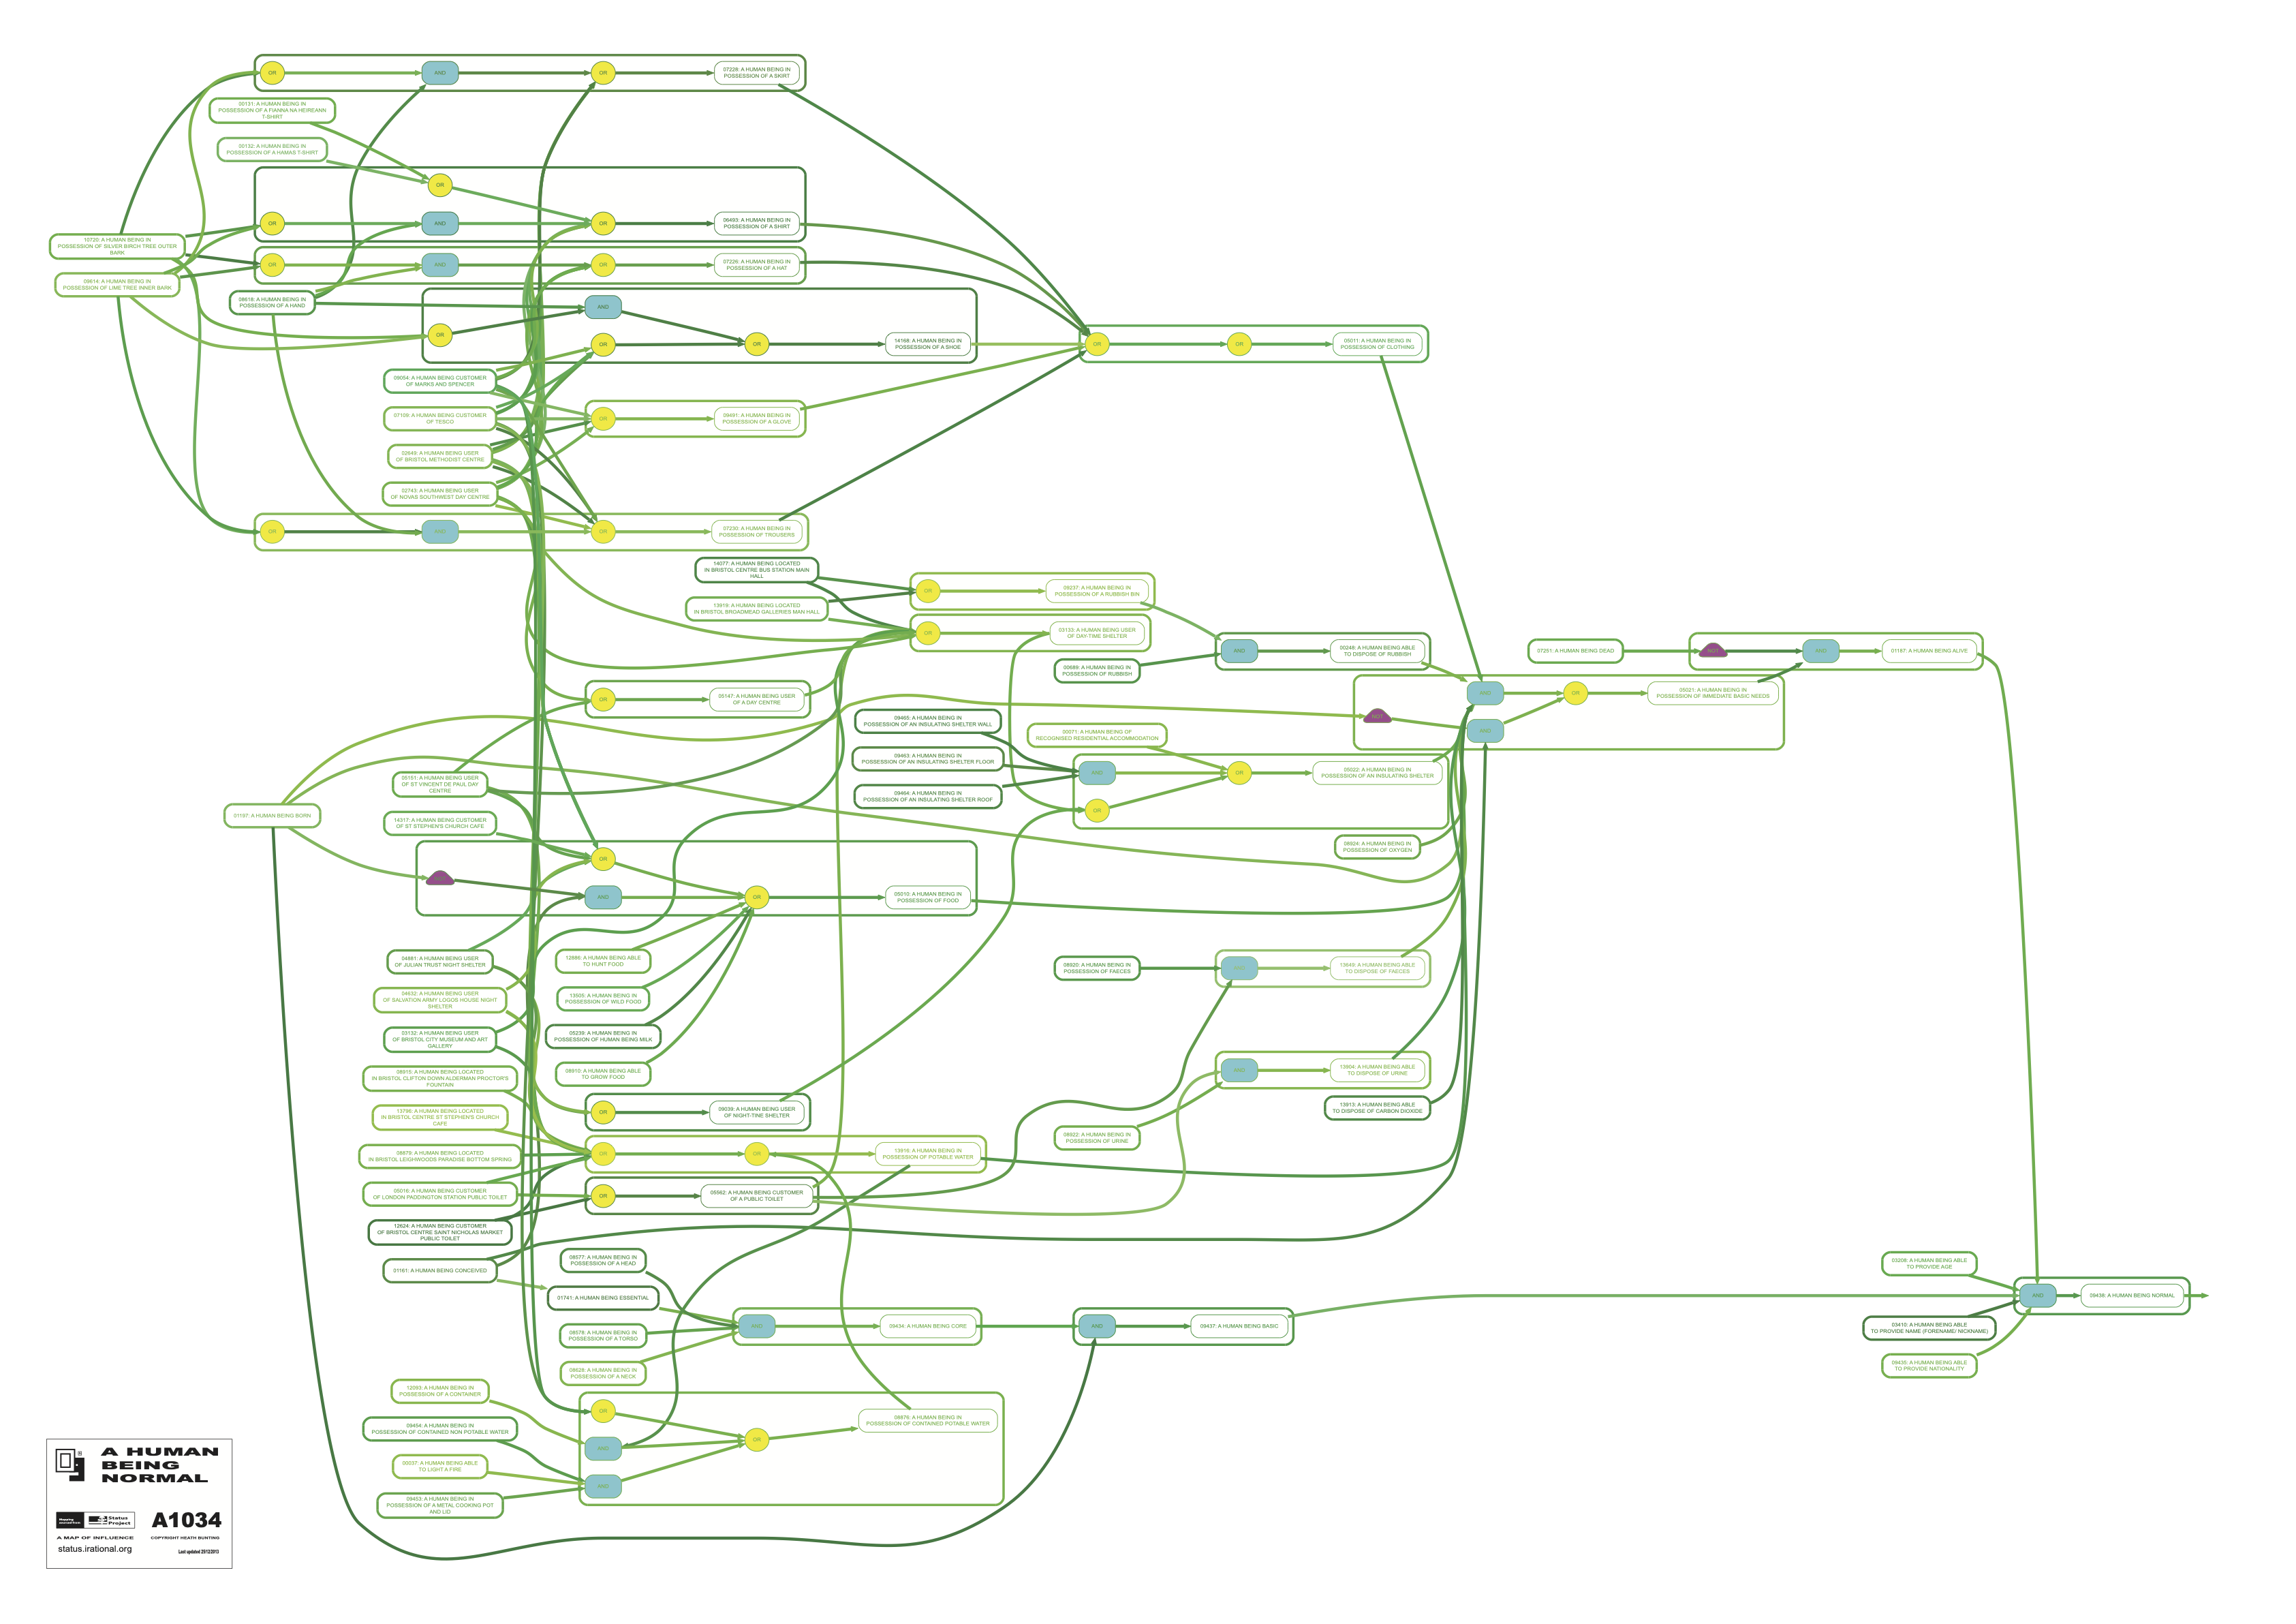 OR
AND
OR
07228: A HUMAN BEING IN
POSSESSION OF A SKIRT
00131: A HUMAN BEING IN
POSSESSION OF A FIANNA NA HEIREANN
T-SHIRT
00132: A HUMAN BEING IN
POSSESSION OF A HAMAS T-SHIRT
OR
OR
AND
OR
06493: A HUMAN BEING IN
POSSESSION OF A SHIRT
10720: A HUMAN BEING IN
POSSESSION OF SILVER BIRCH TREE OUTER
BARK
OR
AND
OR
07226: A HUMAN BEING IN
POSSESSION OF A HAT
09614: A HUMAN BEING IN
POSSESSION OF LIME TREE INNER BARK
08618: A HUMAN BEING IN
POSSESSION OF A HAND
AND
OR
OR
OR
14168: A HUMAN BEING IN
POSSESSION OF A SHOE
OR
OR
05011: A HUMAN BEING IN
POSSESSION OF CLOTHING
09054: A HUMAN BEING CUSTOMER
OF MARKS AND SPENCER
07109: A HUMAN BEING CUSTOMER
OF TESCO
OR
09491: A HUMAN BEING IN
POSSESSION OF A GLOVE
02649: A HUMAN BEING USER
OF BRISTOL METHODIST CENTRE
02743: A HUMAN BEING USER
OF NOVAS SOUTHWEST DAY CENTRE
OR
AND
OR
07230: A HUMAN BEING IN
POSSESSION OF TROUSERS
14077: A HUMAN BEING LOCATED
IN BRISTOL CENTRE BUS STATION MAIN
HALL
13919: A HUMAN BEING LOCATED
IN BRISTOL BROADMEAD GALLERIES MAN HALL
OR
09237: A HUMAN BEING IN
POSSESSION OF A RUBBISH BIN
OR
03133: A HUMAN BEING USER
OF DAY-TIME SHELTER
00689: A HUMAN BEING IN
POSSESSION OF RUBBISH
AND
00248: A HUMAN BEING ABLE
TO DISPOSE OF RUBBISH
07251: A HUMAN BEING DEAD
NOT
AND
01187: A HUMAN BEING ALIVE
OR
05147: A HUMAN BEING USER
OF A DAY CENTRE
NOT
AND
AND
OR
05021: A HUMAN BEING IN
POSSESSION OF IMMEDIATE BASIC NEEDS
09465: A HUMAN BEING IN
POSSESSION OF AN INSULATING SHELTER WALL
00071: A HUMAN BEING OF
RECOGNISED RESIDENTIAL ACCOMMODATION
09463: A HUMAN BEING IN
POSSESSION OF AN INSULATING SHELTER FLOOR
09464: A HUMAN BEING IN
POSSESSION OF AN INSULATING SHELTER ROOF
AND
OR
OR
05022: A HUMAN BEING IN
POSSESSION OF AN INSULATING SHELTER
05151: A HUMAN BEING USER
OF ST VINCENT DE PAUL DAY
CENTRE
01197: A HUMAN BEING BORN
14317: A HUMAN BEING CUSTOMER
OF ST STEPHEN'S CHURCH CAFE
08924: A HUMAN BEING IN
POSSESSION OF OXYGEN
OR
AND
OR
05010: A HUMAN BEING IN
POSSESSION OF FOOD
04881: A HUMAN BEING USER
OF JULIAN TRUST NIGHT SHELTER
12886: A HUMAN BEING ABLE
TO HUNT FOOD
04632: A HUMAN BEING USER
OF SALVATION ARMY LOGOS HOUSE NIGHT
SHELTER
13505: A HUMAN BEING IN
POSSESSION OF WILD FOOD
03132: A HUMAN BEING USER
OF BRISTOL CITY MUSEUM AND ART
GALLERY
05239: A HUMAN BEING IN
POSSESSION OF HUMAN BEING MILK
08910: A HUMAN BEING ABLE
TO GROW FOOD
08920: A HUMAN BEING IN
POSSESSION OF FAECES
AND
13649: A HUMAN BEING ABLE
TO DISPOSE OF FAECES
AND
13904: A HUMAN BEING ABLE
TO DISPOSE OF URINE
13913: A HUMAN BEING ABLE
TO DISPOSE OF CARBON DIOXIDE
08922: A HUMAN BEING IN
POSSESSION OF URINE
08915: A HUMAN BEING LOCATED
IN BRISTOL CLIFTON DOWN ALDERMAN PROCTOR'S
FOUNTAIN
OR
09039: A HUMAN BEING USER
OF NIGHT-TINE SHELTER
13798: A HUMAN BEING LOCATED
IN BRISTOL CENTRE ST STEPHEN'S CHURCH
CAFE
08979: A HUMAN BEING LOCATED
IN BRISTOL LEIGHWOODS PARADISE BOTTOM SPRING
OR
OR
13916: A HUMAN BEING IN
POSSESSION OF POTABLE WATER
05016: A HUMAN BEING CUSTOMER
OF LONDON PADDINGTON STATION PUBLIC TOILET
OR
05562: A HUMAN BEING CUSTOMER
OF A PUBLIC TOILET
12624: A HUMAN BEING CUSTOMER
OF BRISTOL CENTRE SAINT NICHOLAS MARKET
PUBLIC TOILET
01161: A HUMAN BEING CONCEIVED
08577: A HUMAN BEING IN
POSSESSION OF A HEAD
01741: A HUMAN BEING ESSENTIAL
08578: A HUMAN BEING IN
POSSESSION OF A TORSO
08628: A HUMAN BEING IN
POSSESSION OF A NECK
AND
09434: A HUMAN BEING CORE
AND
09437: A HUMAN BEING BASIC
03208: A HUMAN BEING ABLE
TO PROVIDE AGE
AND
09438: A HUMAN BEING NORMAL
03410: A HUMAN BEING ABLE
TO PROVIDE NAME (FORENAME/ NICKNAME)
09435: A HUMAN BEING ABLE
TO PROVIDE NATIONALITY
12093: A HUMAN BEING IN
POSSESSION OF A CONTAINER
09454: A HUMAN BEING IN
POSSESSION OF CONTAINED NON POTABLE WATER
00037: A HUMAN BEING ABLE
TO LIGHT A FIRE
09453: A HUMAN BEING IN
POSSESSION OF A METAL COOKING POT
AND LID
OR
AND
AND
OR
08876: A HUMAN BEING IN
POSSESSION OF CONTAINED POTABLE WATER
A HUMAN
BEING
NORMAL
Status
Project
A1034
A MAP OF INFLUENCE
COPYRIGHT HEATH BUNTING
status.irational.org
Last updated 29/12/2013